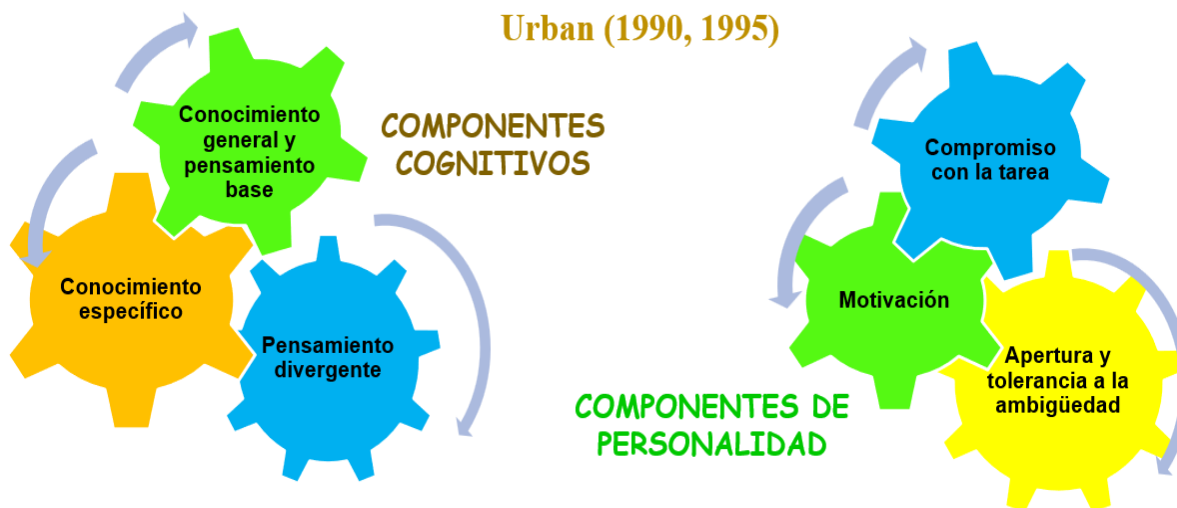 Urban (1990, 1995)
Conocimiento
general y
pensamiento
base
COMPONENTES
COGNITIVOS
Conocimiento
específico
Pensamiento
divergente
Compromiso
con la tarea
Motivación
Apertura y
tolerancia a la
ambigüedad
COMPONENTES DE
PERSONALIDAD